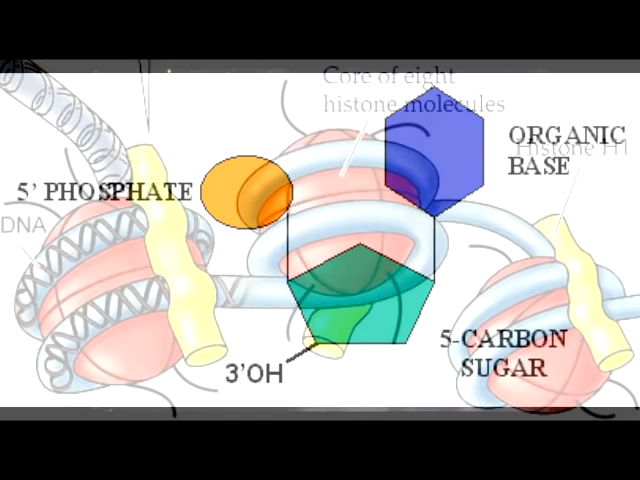 Core of eight
histone molecules
ORGANIC
BASE
Histone H1
5' PHOSPHATE
DNA
5-CARBON
SUGAR
3'OH